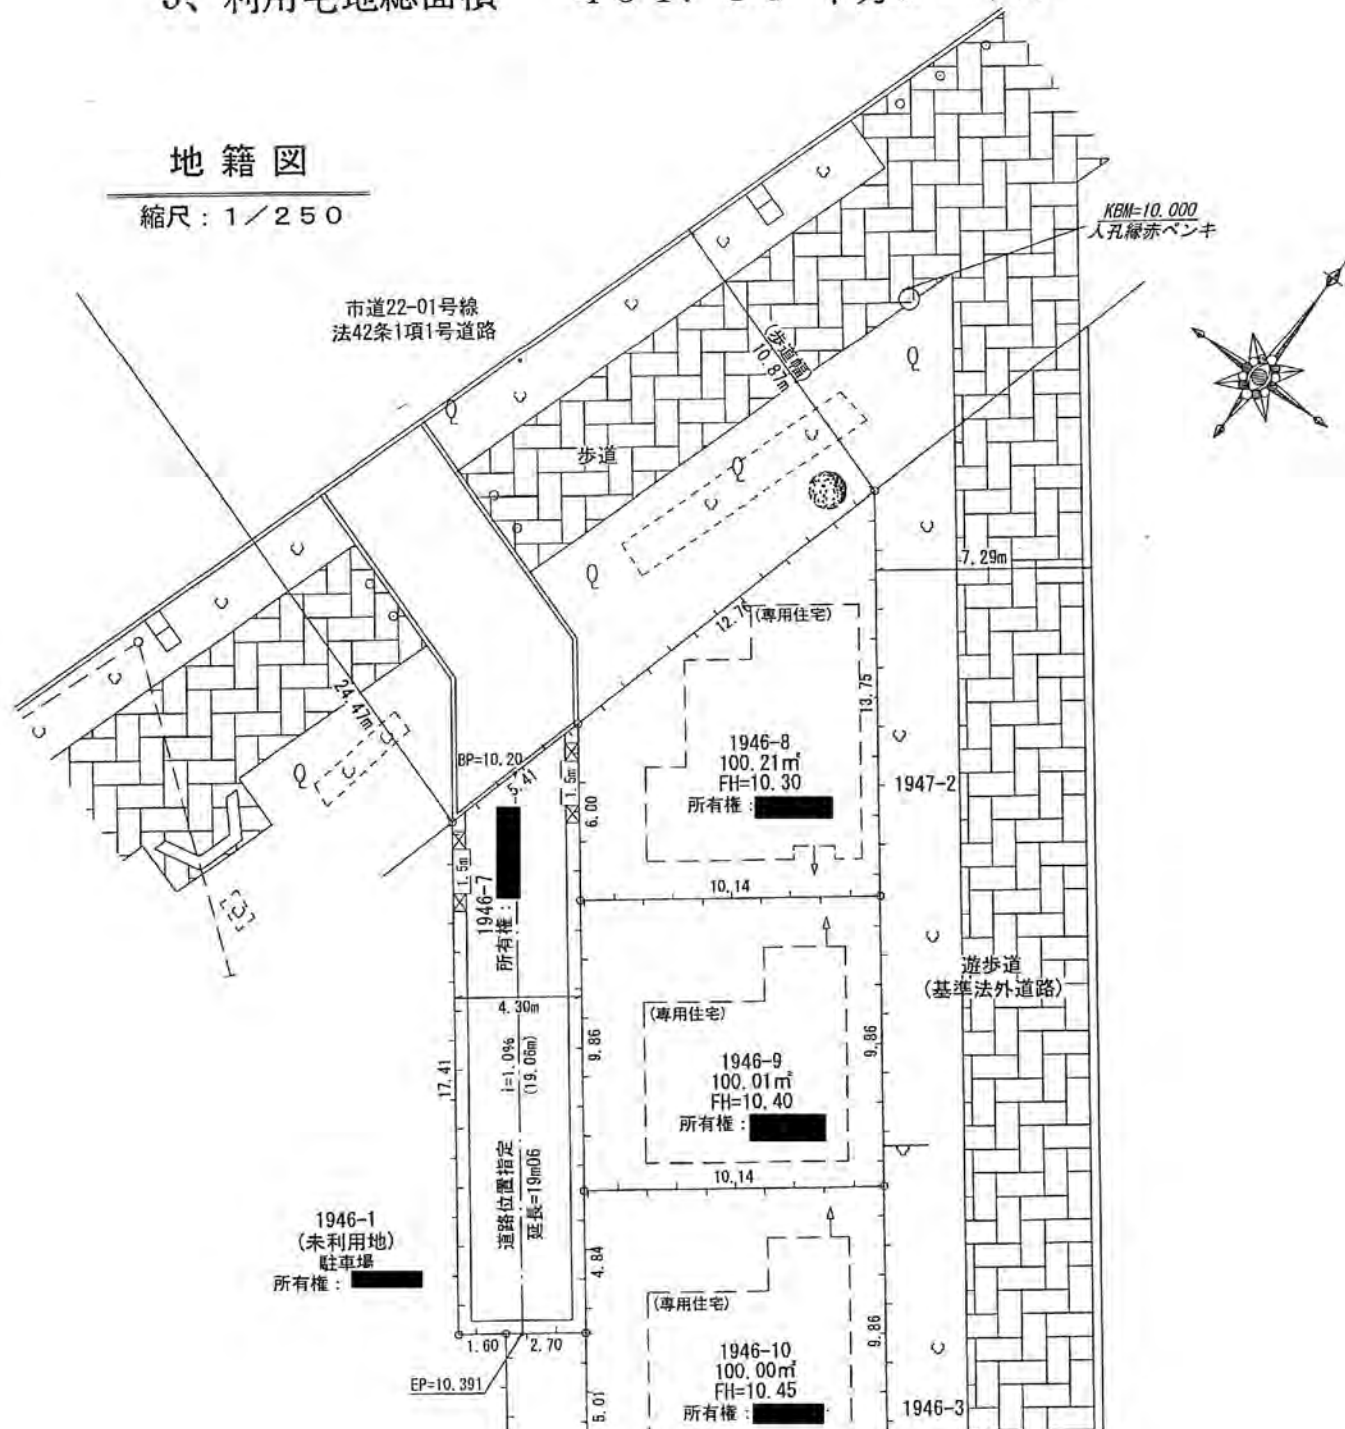 地籍図
縮尺：1／250
市道22-01号線
法42条1項1号道路
KBM=10.000
人孔縁赤ペンキ
(歩道幅)
10.87m
歩道
7.29m
12.76
(専用住宅)
13.75
24.47m
BP=10.20
5.41
1.5m
6.00
1946-8
100.21㎡
FH=10.30
所有権：
1947-2
1.5m
1946-7
所有権：
10.14
遊歩道
(基準法外道路)
4.30m
i=1.0%
(19.06m)
9.86
17.41
(専用住宅)
1946-9
100.01㎡
FH=10.40
所有権：
9.86
道路位置指定
延長=19m06
10.14
1946-1
(未利用地)
駐車場
所有権：
4.84
(専用住宅)
1.60
2.70
EP=10.391
5.01
1946-10
100.00㎡
FH=10.45
所有権：
9.86
1946-3